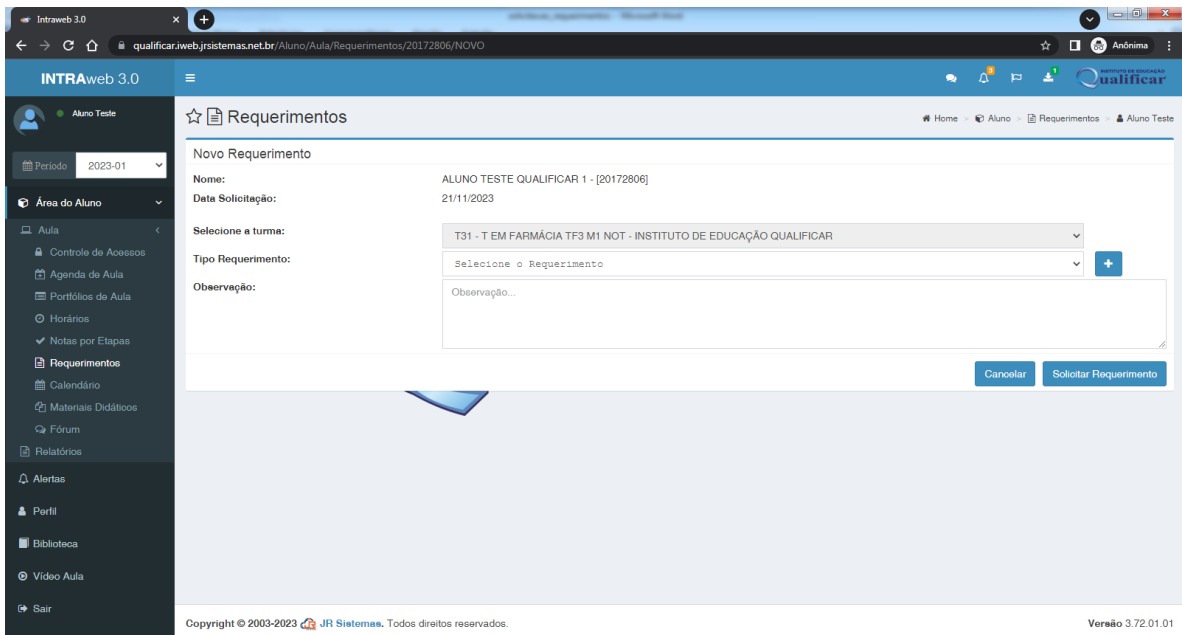 Intraweb 3.0
qualificar.iweb.jrsistemas.net.br/Aluno/Aula/Requerimentos/20172806/NOVO
Anônima
INTRAweb 3.0
3
1
INSTITUTO DE EDUCAÇÃO
Qualificar
Aluno Teste
Requerimentos
Home > Aluno > Requerimentos > Aluno Teste
Período 2023-01
Novo Requerimento
Nome: ALUNO TESTE QUALIFICAR 1 - [20172806]
Data Solicitação: 21/11/2023
Selecione a turma: T31 - T EM FARMÁCIA TF3 M1 NOT - INSTITUTO DE EDUCAÇÃO QUALIFICAR
Tipo Requerimento: Selecione o Requerimento
Observação: Observação...
Cancelar Solicitar Requerimento
Área do Aluno
Aula
Controle de Acessos
Agenda de Aula
Portfólios de Aula
Horários
Notas por Etapas
Requerimentos
Calendário
Materiais Didáticos
Fórum
Relatórios
Alertas
Perfil
Biblioteca
Vídeo Aula
Sair
Copyright © 2003-2023 JR Sistemas. Todos direitos reservados.
Versão 3.72.01.01